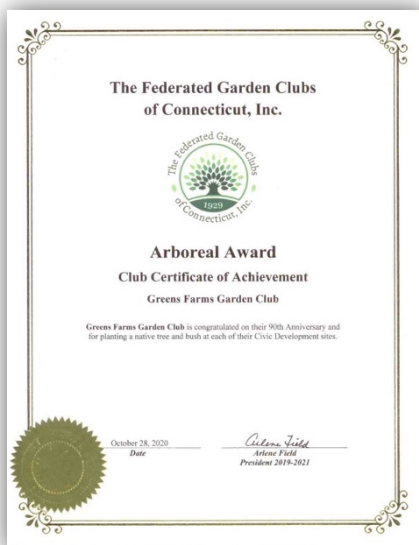 The Federated Garden Clubs
of Connecticut, Inc.
The Federated Garden Clubs
1929
of Connecticut, Inc.
Arboreal Award
Club Certificate of Achievement
Greens Farms Garden Club
Greens Farms Garden Club is congratulated on their 90th Anniversary and
for planting a native tree and bush at each of their Civic Development sites.
October 28, 2020
Arlene Field
Date
Arlene Field
President 2019-2021